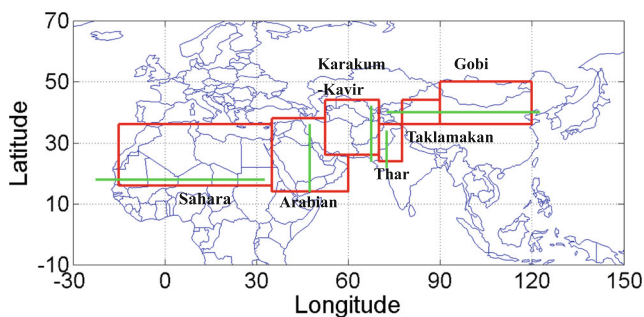 70
50
30
10
-10
Latitude
Karakum
-Kavir
Gobi
Taklamakan
Thar
Sahara
Arabian
-30
0
30
60
90
120
150
Longitude